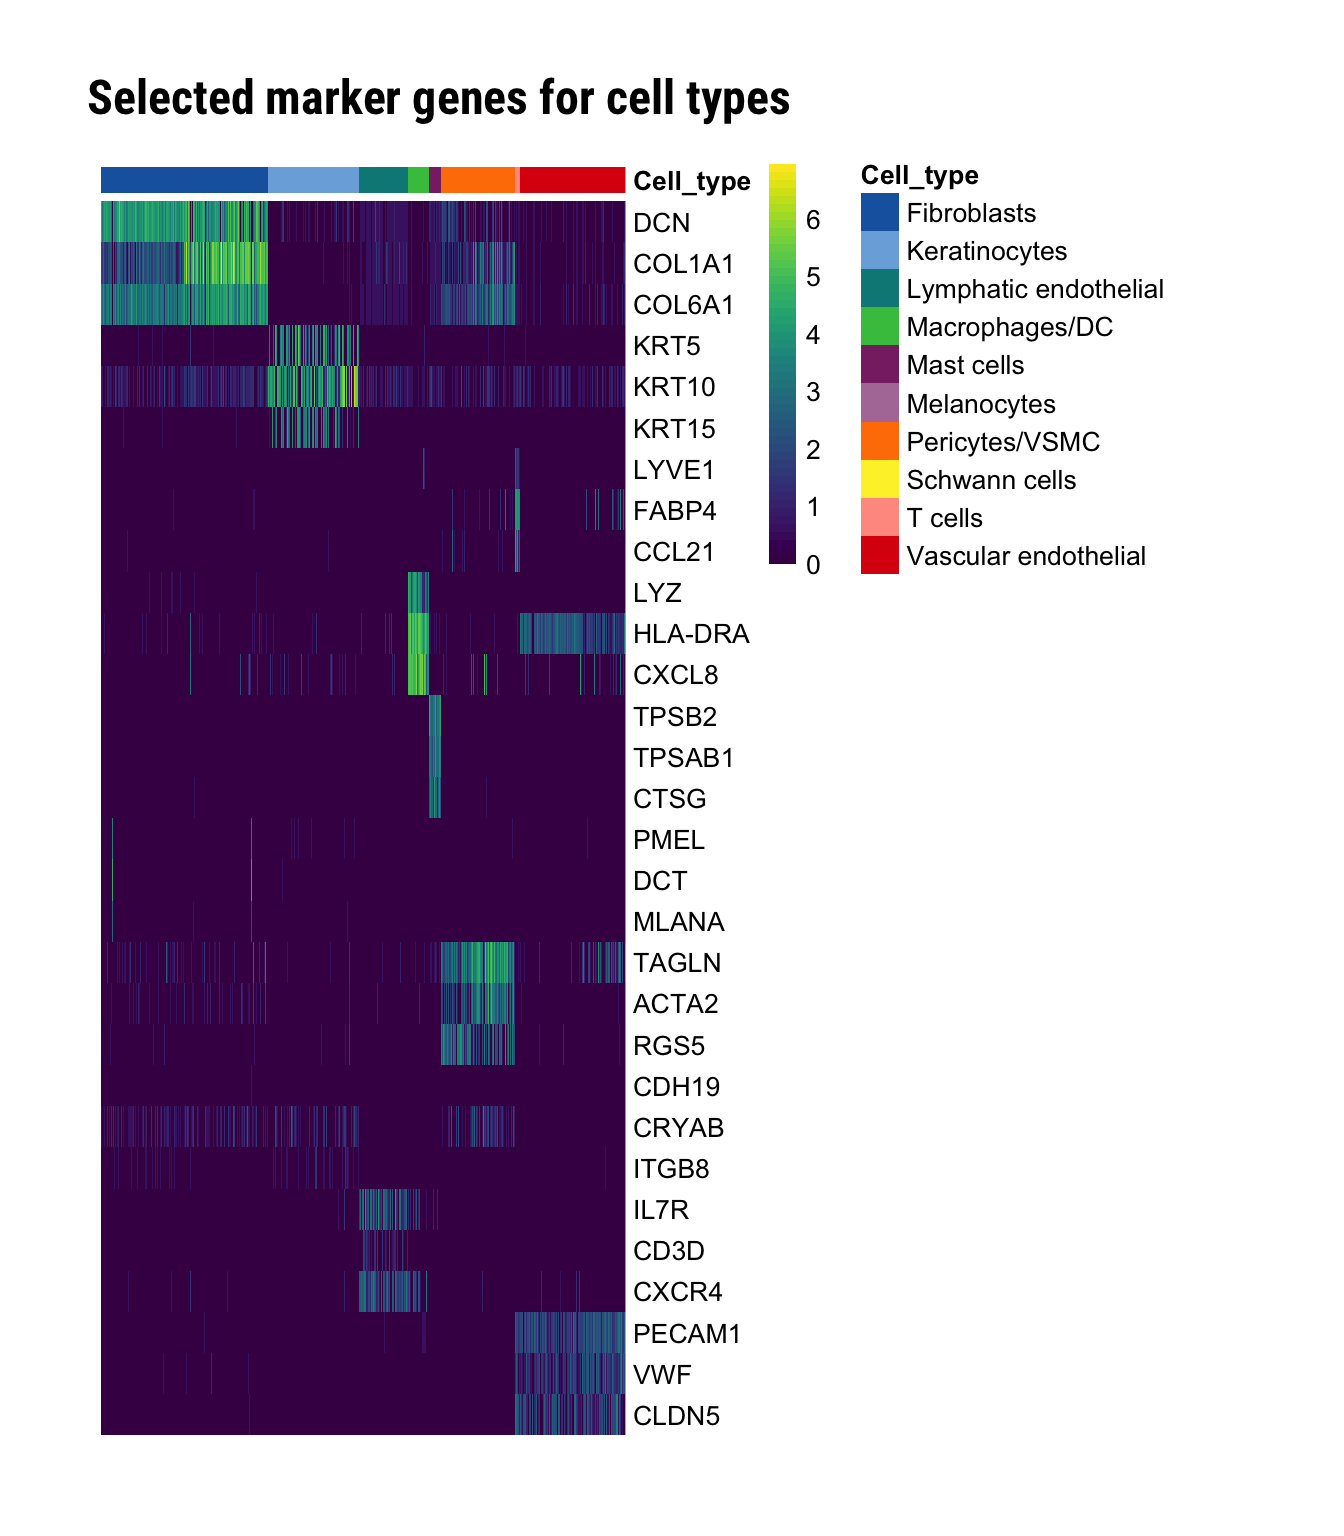 Selected marker genes for cell types
Cell_type
DCN
COL1A1
COL6A1
KRT5
KRT10
KRT15
LYVE1
FABP4
CCL21
LYZ
HLA-DRA
CXCL8
TPSB2
TPSAB1
CTSG
PMEL
DCT
MLANA
TAGLN
ACTA2
RGS5
CDH19
CRYAB
ITGB8
IL7R
CD3D
CXCR4
PECAM1
VWF
CLDN5
6
5
4
3
2
1
0
Cell_type
Fibroblasts
Keratinocytes
Lymphatic endothelial
Macrophages/DC
Mast cells
Melanocytes
Pericytes/VSMC
Schwann cells
T cells
Vascular endothelial